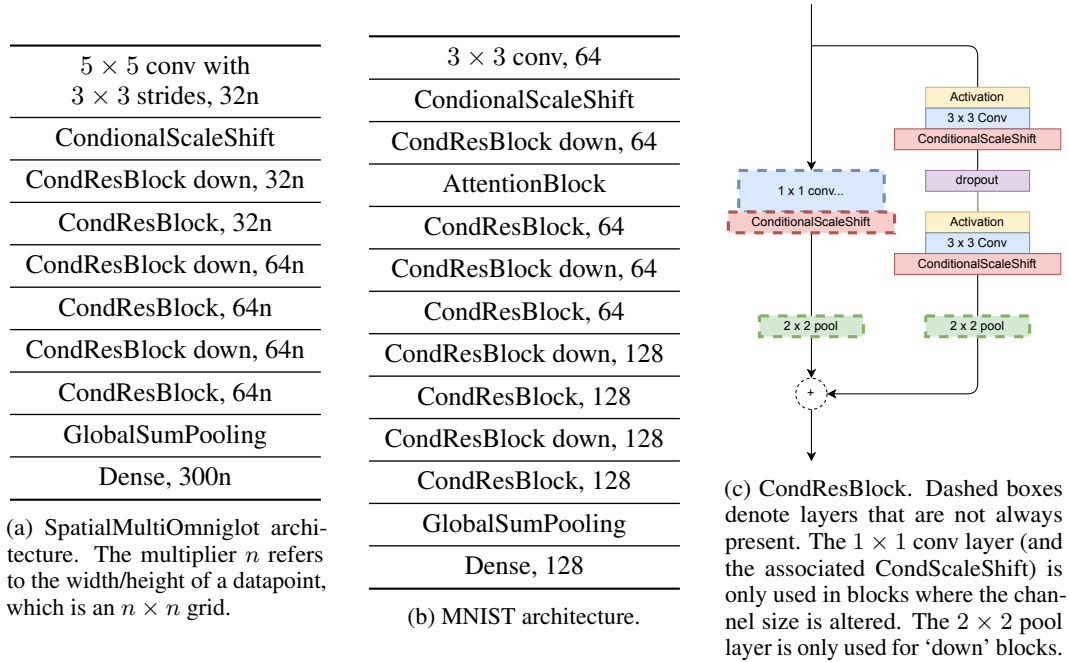 5 × 5 conv with
3 × 3 strides, 32n
CondionalScaleShift
CondResBlock down, 32n
CondResBlock, 32n
CondResBlock down, 64n
CondResBlock, 64n
CondResBlock down, 64n
CondResBlock, 64n
GlobalSumPooling
Dense, 300n
(a) SpatialMultiOmniglot archi-
tecture. The multiplier n refers
to the width/height of a datapoint,
which is an n × n grid.
3 × 3 conv, 64
CondionalScaleShift
CondResBlock down, 64
AttentionBlock
CondResBlock, 64
CondResBlock down, 64
CondResBlock, 64
CondResBlock down, 128
CondResBlock, 128
CondResBlock down, 128
CondResBlock, 128
GlobalSumPooling
Dense, 128
(b) MNIST architecture.
Activation
3 x 3 Conv
ConditionalScaleShift
dropout
1 x 1 conv...
ConditionalScaleShift
Activation
3 x 3 Conv
ConditionalScaleShift
2 x 2 pool
2 x 2 pool
+
(c) CondResBlock. Dashed boxes
denote layers that are not always
present. The 1 × 1 conv layer (and
the associated CondScaleShift) is
only used in blocks where the chan-
nel size is altered. The 2 × 2 pool
layer is only used for ‘down’ blocks.